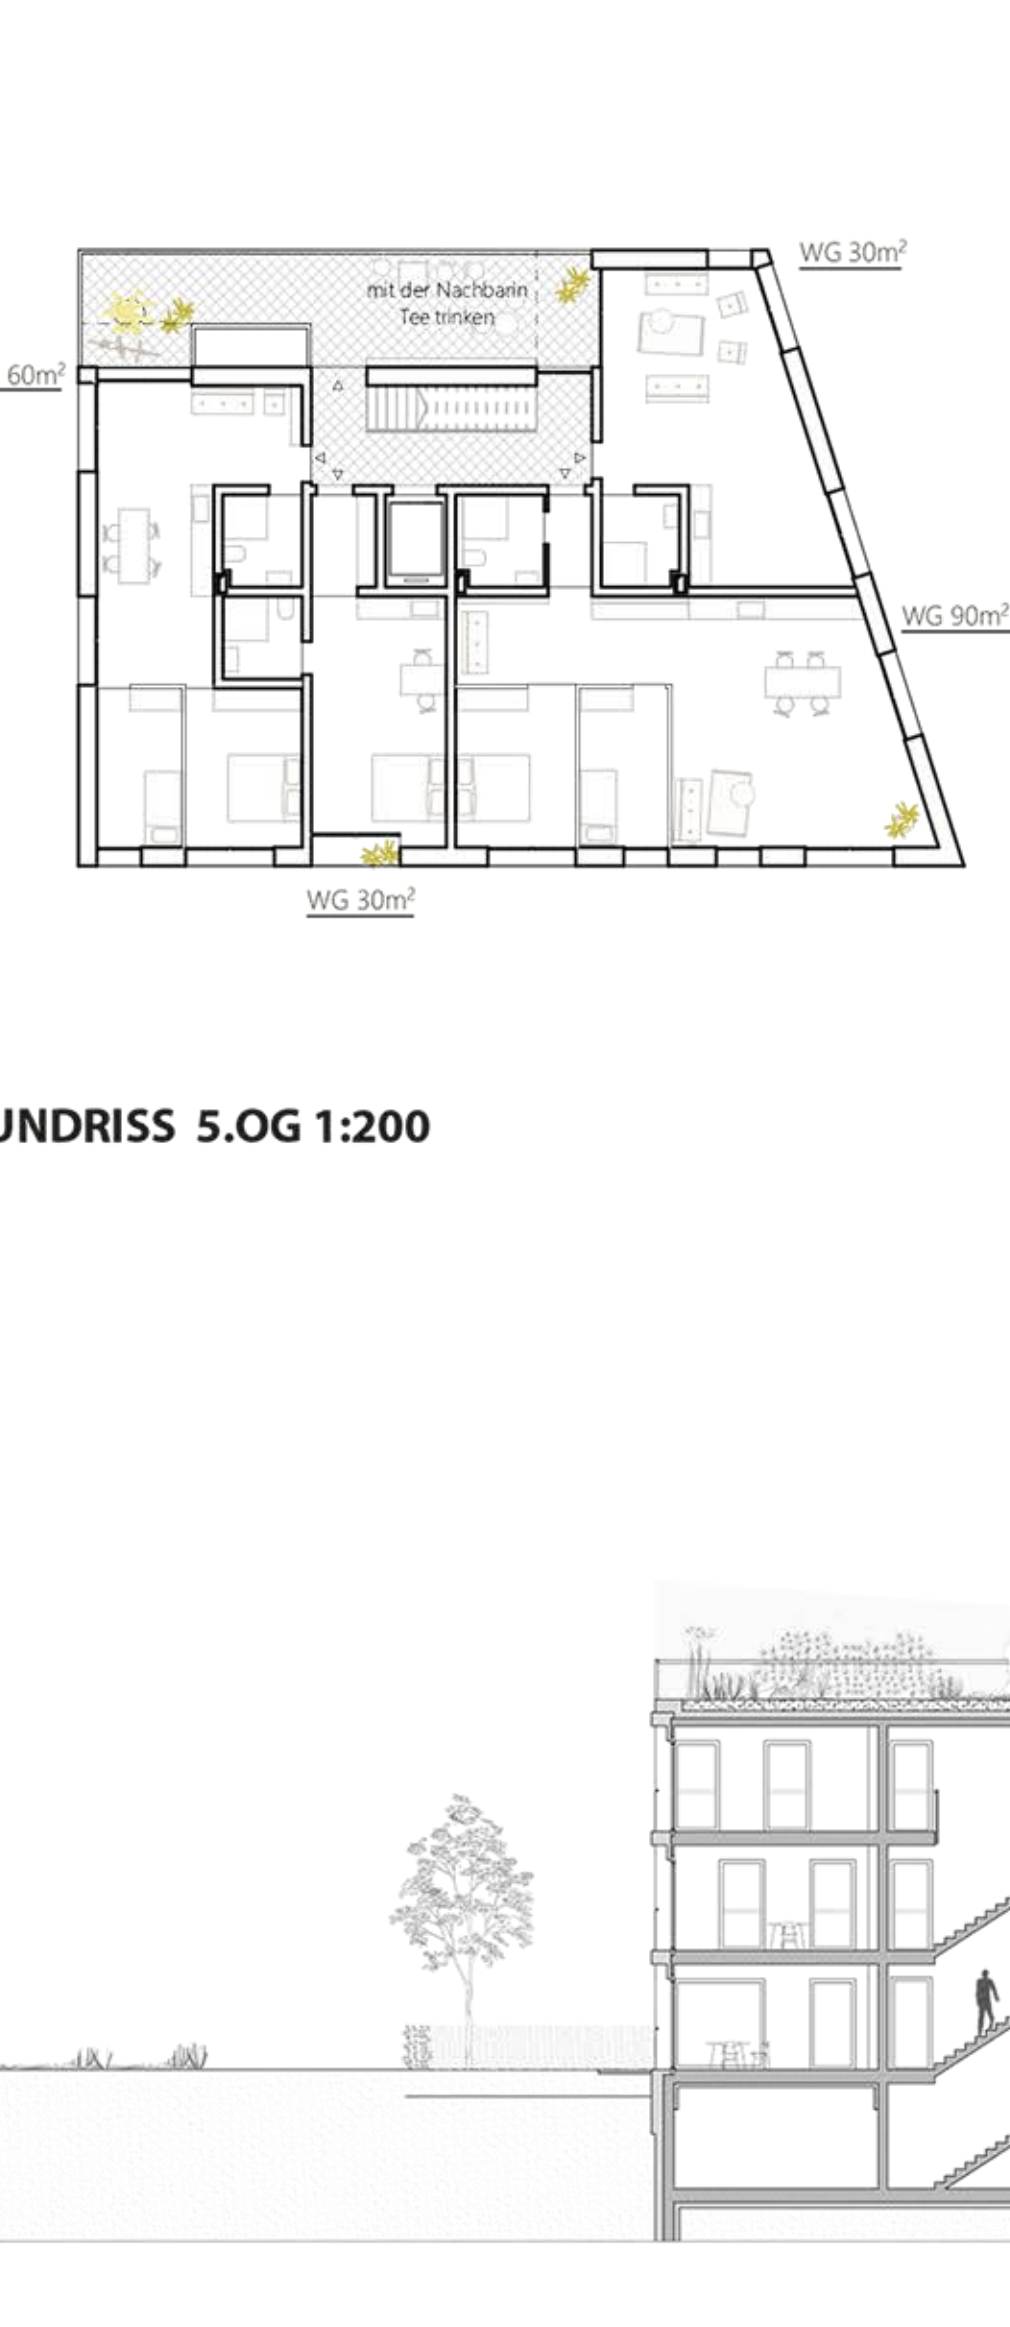 WG 30m²
mit der Nachbarin
Tee trinken
60m²
WG 90m²
WG 30m²
UNDRISS 5.OG 1:200